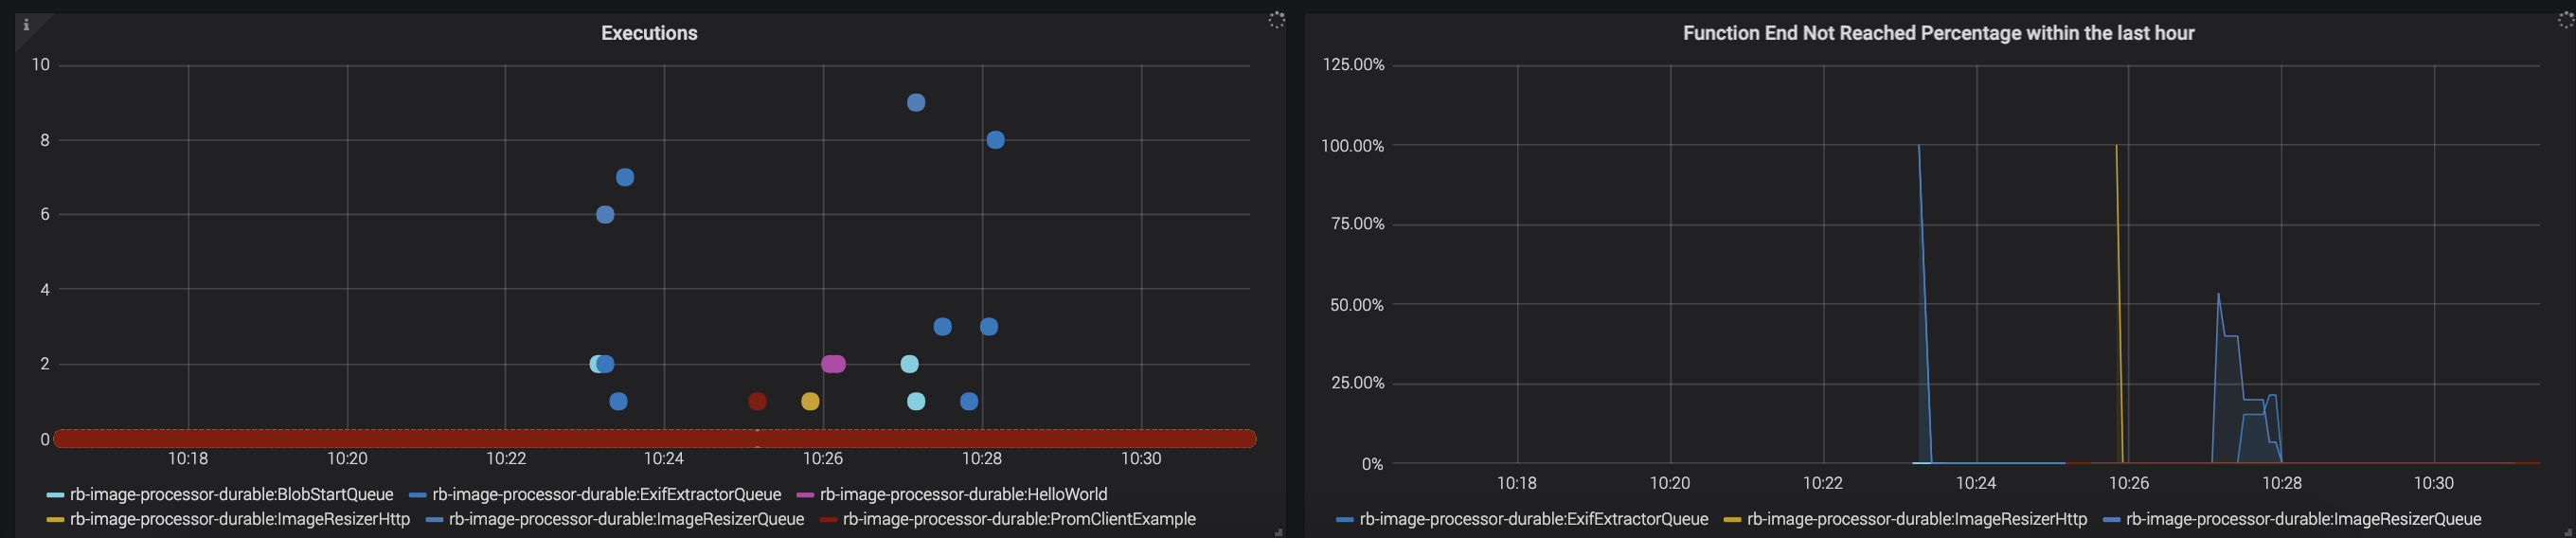 i
Executions
10
8
6
4
2
0
10:18 10:20 10:22 10:24 10:26 10:28 10:30
rb-image-processor-durable:BlobStartQueue rb-image-processor-durable:ExifExtractorQueue rb-image-processor-durable:HelloWorld
rb-image-processor-durable:ImageResizerHttp rb-image-processor-durable:ImageResizerQueue rb-image-processor-durable:PromClientExample
Function End Not Reached Percentage within the last hour
125.00%
100.00%
75.00%
50.00%
25.00%
0%
10:18 10:20 10:22 10:24 10:26 10:28 10:30
rb-image-processor-durable:ExifExtractorQueue rb-image-processor-durable:ImageResizerHttp rb-image-processor-durable:ImageResizerQueue